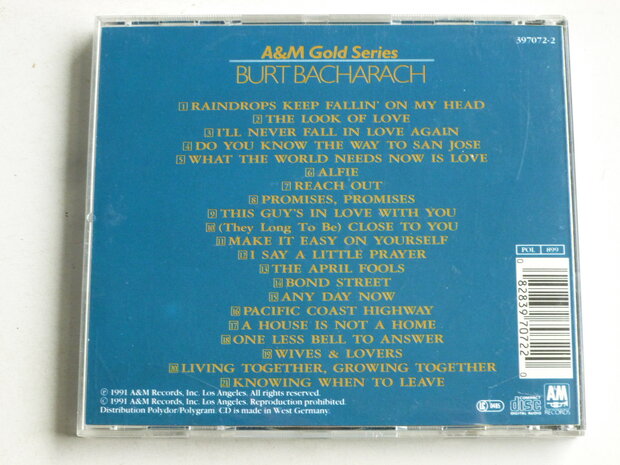 397072-2
A&M Gold Series
BURT BACHARACH
1 RAINDROPS KEEP FALLIN' ON MY HEAD
2 THE LOOK OF LOVE
3 I'LL NEVER FALL IN LOVE AGAIN
4 DO YOU KNOW THE WAY TO SAN JOSE
5 WHAT THE WORLD NEEDS NOW IS LOVE
6 ALFIE
7 REACH OUT
8 PROMISES, PROMISES
9 THIS GUY'S IN LOVE WITH YOU
10 (They Long To Be) CLOSE TO YOU
11 MAKE IT EASY ON YOURSELF
12 I SAY A LITTLE PRAYER
13 THE APRIL FOOLS
14 BOND STREET
15 ANY DAY NOW
16 PACIFIC COAST HIGHWAY
17 A HOUSE IS NOT A HOME
18 ONE LESS BELL TO ANSWER
19 WIVES & LOVERS
20 LIVING TOGETHER, GROWING TOGETHER
21 KNOWING WHEN TO LEAVE
POL 899
0 82839 70722 0
℗ 1991 A&M Records, Inc. Los Angeles. All rights reserved.
© 1991 A&M Records, Inc. Los Angeles. Reproduction prohibited.
Distribution Polydor/Polygram. CD is made in West Germany.
LC 0485
COMPACT
disc
DIGITAL AUDIO
A&M
RECORDS